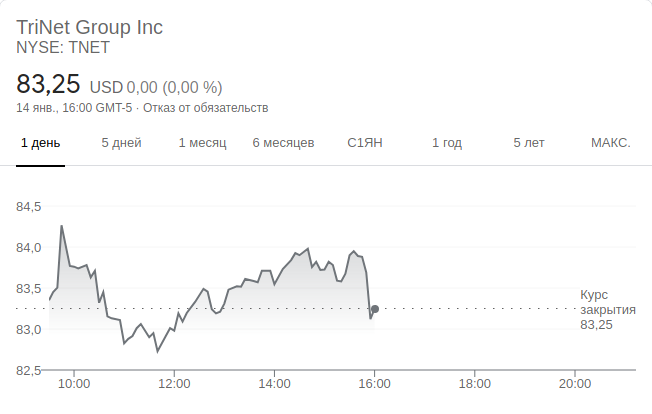 TriNet Group Inc
NYSE: TNET
83,25 USD 0,00 (0,00 %)
14 янв., 16:00 GMT-5 · Отказ от обязательств
1 день 5 дней 1 месяц 6 месяцев С1ЯН 1 год 5 лет МАКС.
84,5
84,0
83,5
83,0
82,5
Курс
закрытия
83,25
10:00 12:00 14:00 16:00 18:00 20:00